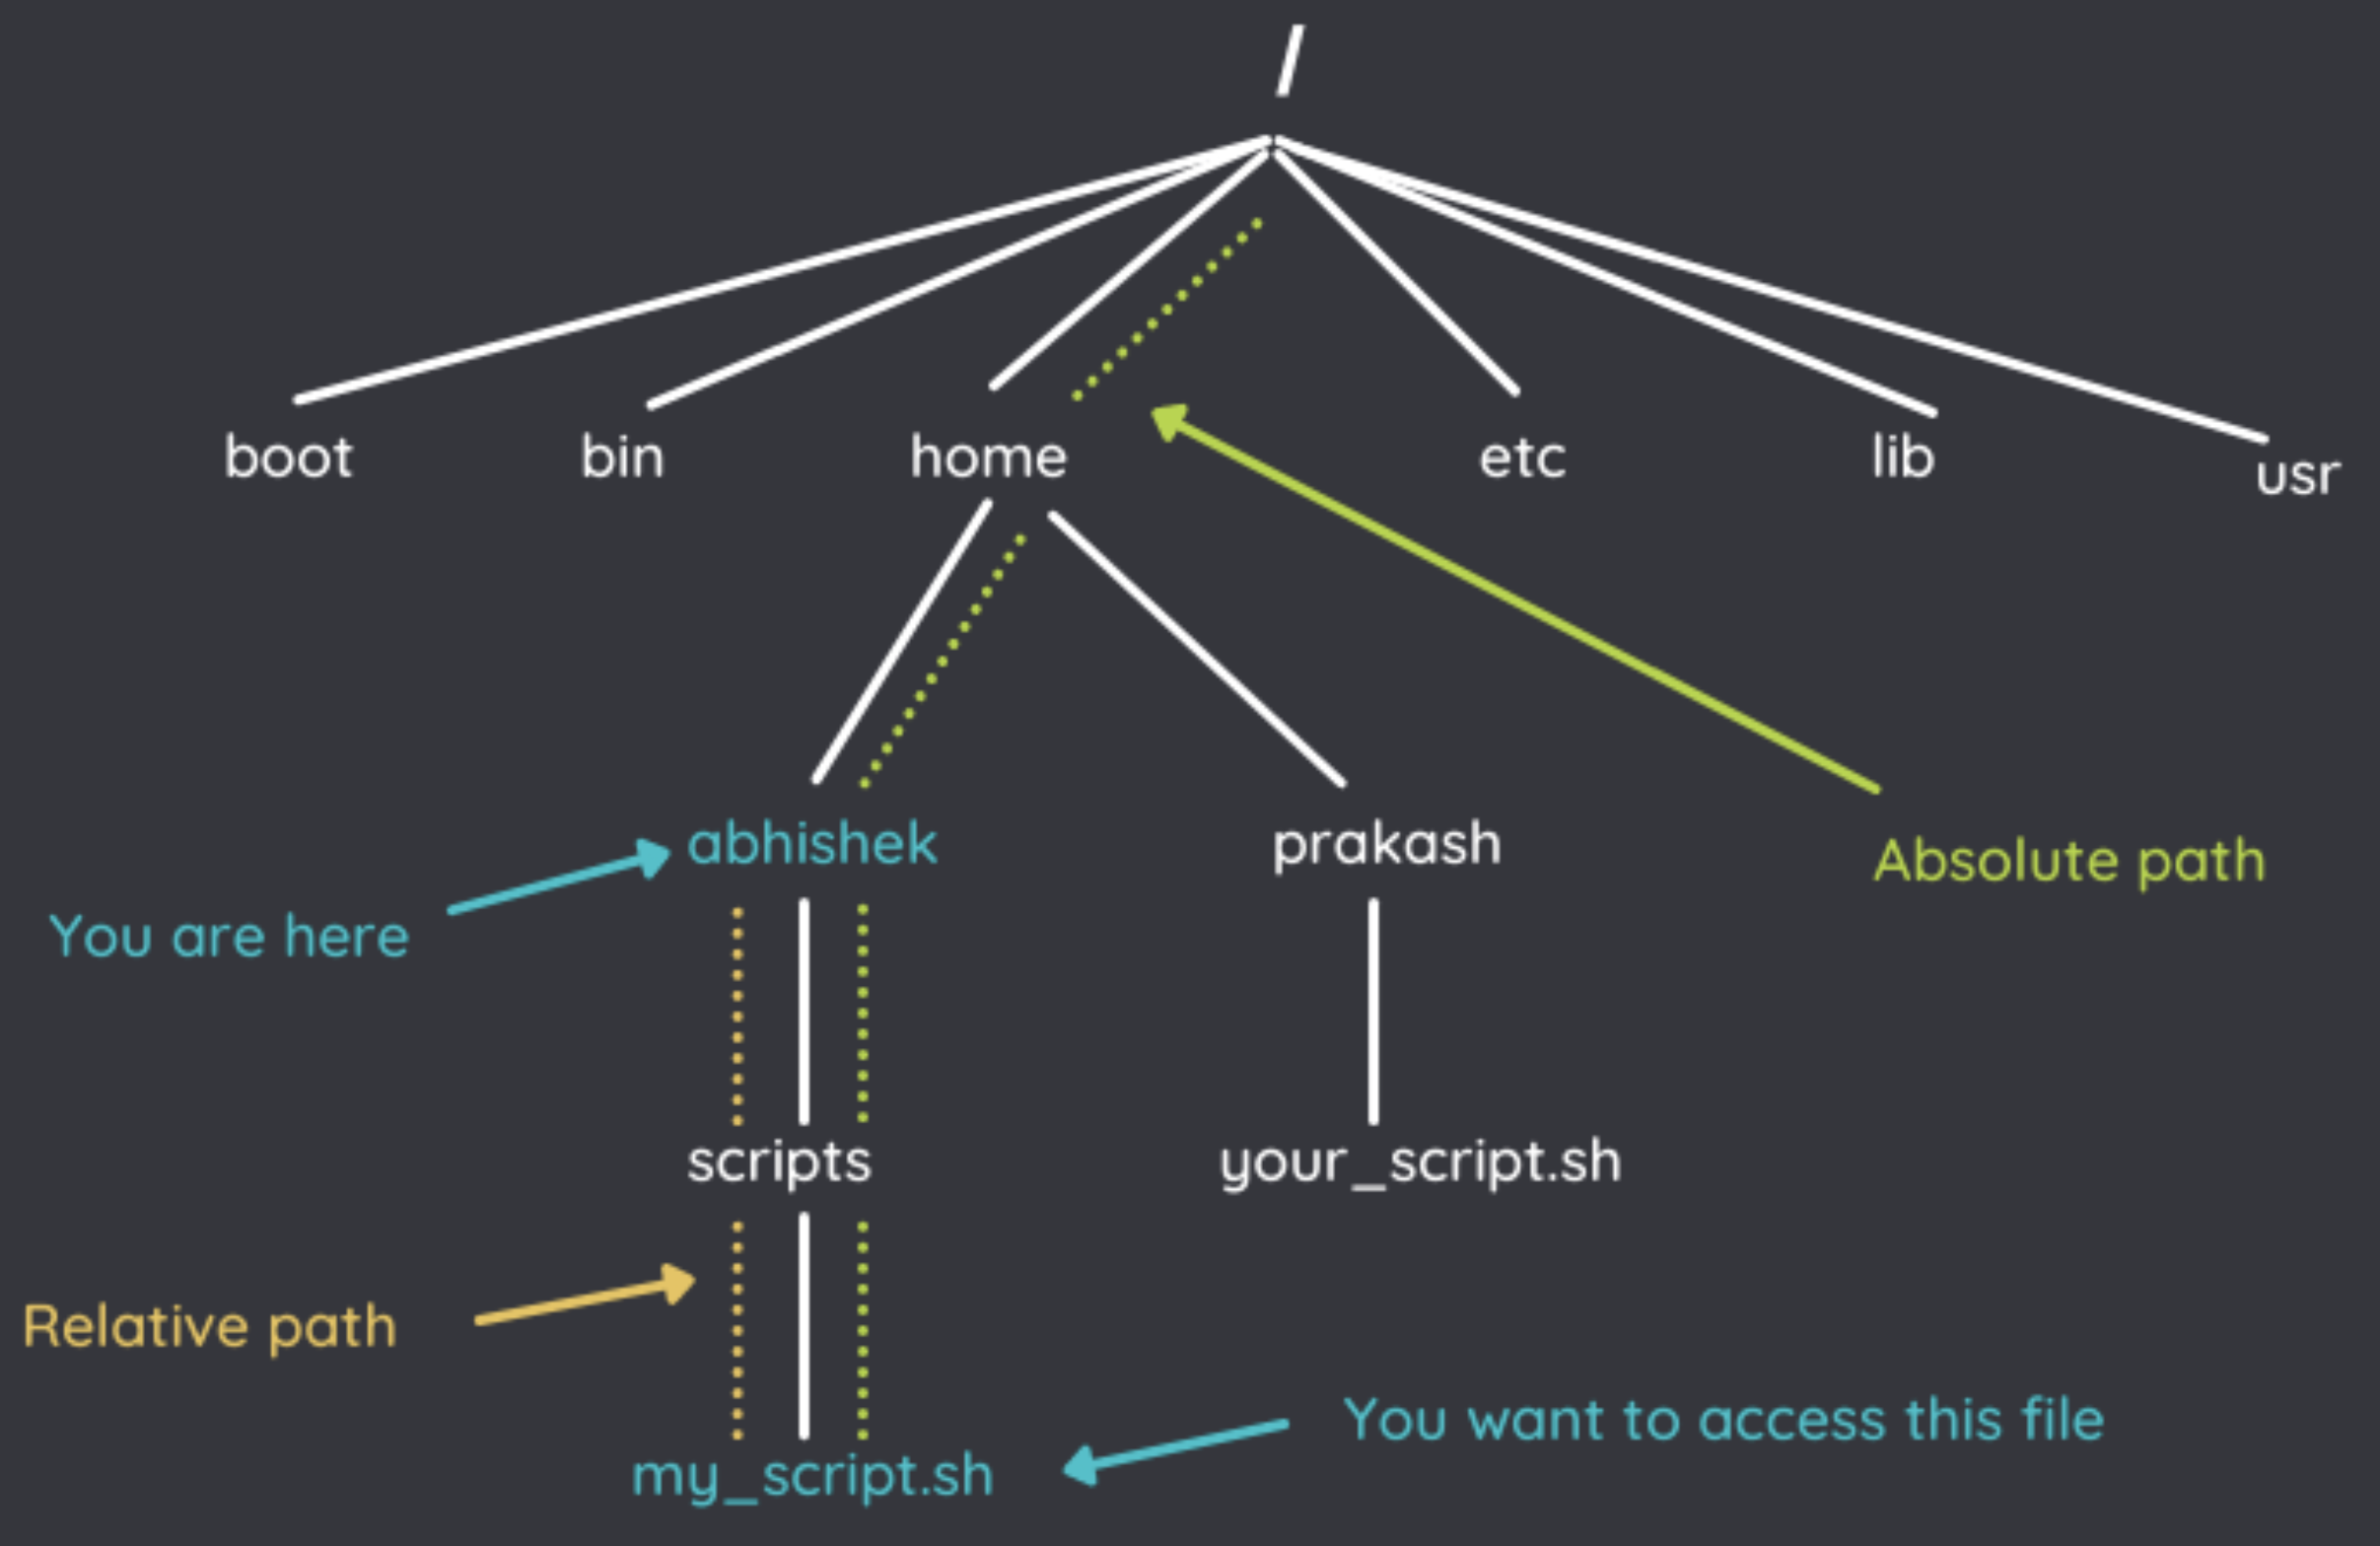 /
boot
bin
home
etc
lib
usr
abhishek
prakash
Absolute path
You are here
scripts
your_script.sh
Relative path
You want to access this file
my_script.sh